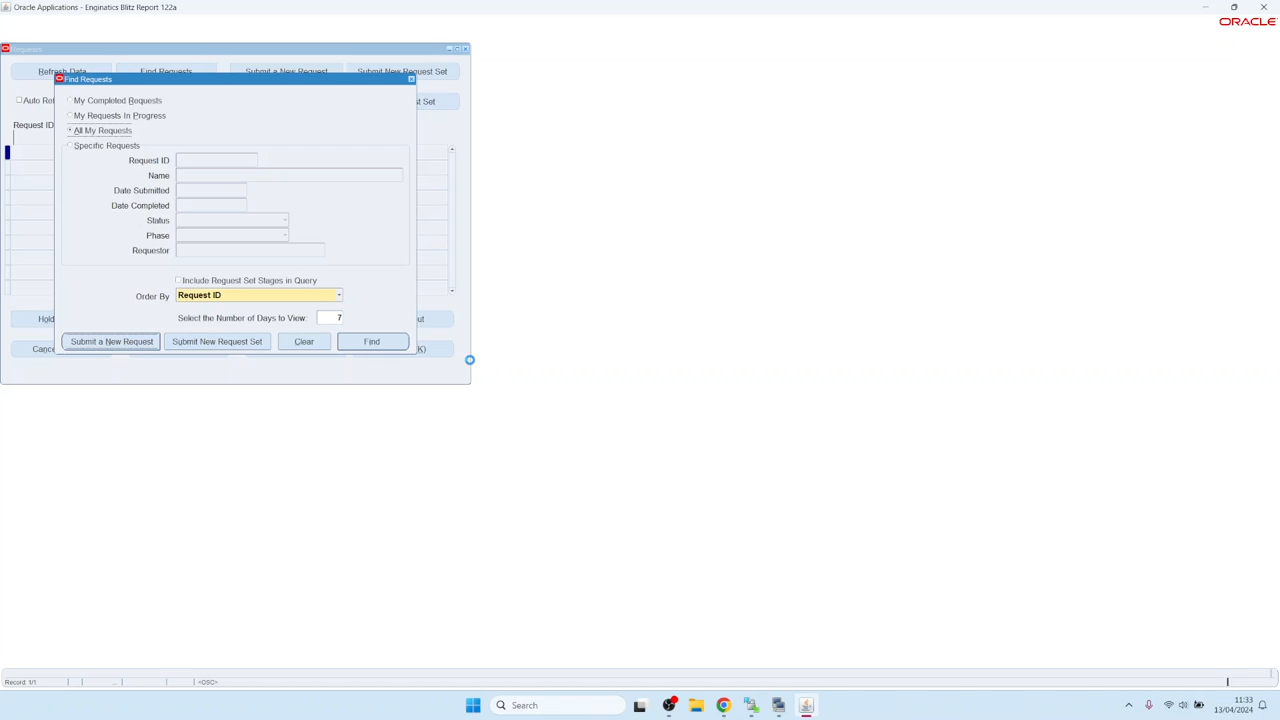 Oracle Applications - Enginatics Blitz Report 122a
ORACLE
Requests
Refresh Data
Find Requests
Submit a New Request
Submit New Request Set
Find Requests
Auto Ref
My Completed Requests
st Set
My Requests In Progress
Request ID
All My Requests
Specific Requests
Request ID
Name
Date Submitted
Date Completed
Status
Phase
Requestor
Include Request Set Stages in Query
Order By
Request ID
Hold
Select the Number of Days to View:
7
ut
Cance
Submit a New Request
Submit New Request Set
Clear
Find
K)
Record: 1/1
...
<OSC>
Search
11:33
13/04/2024